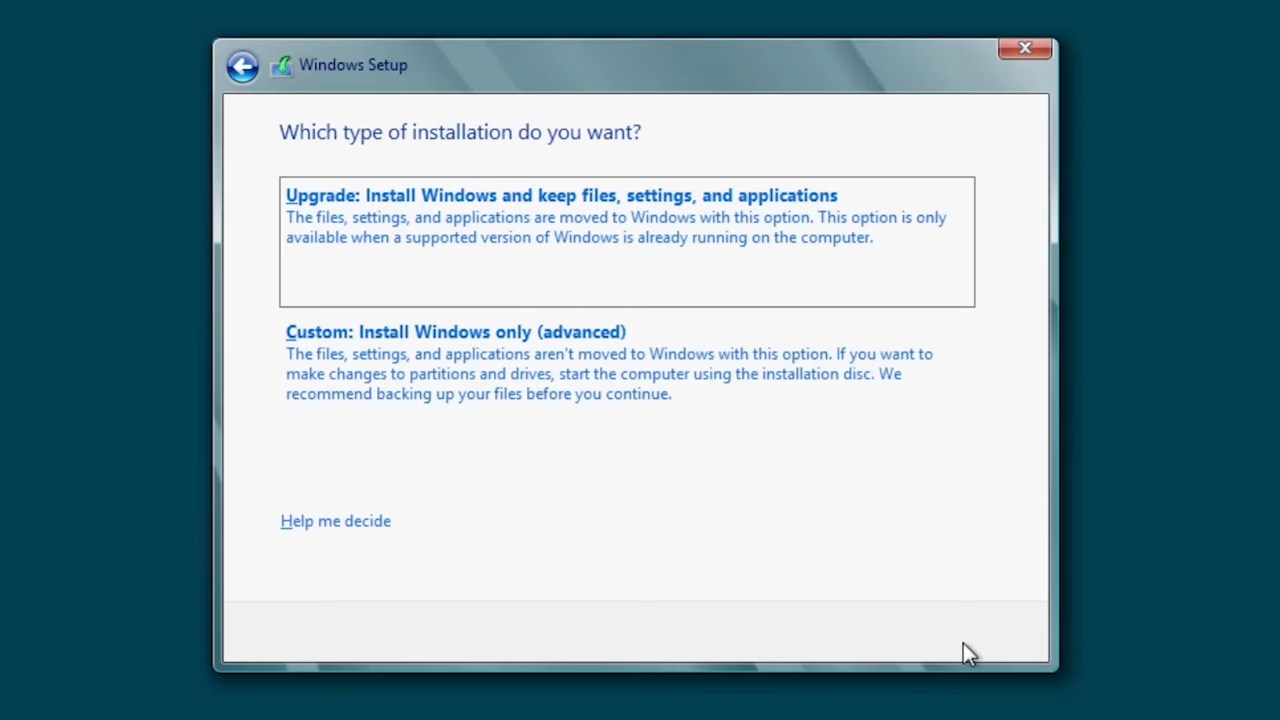 Windows Setup
Which type of installation do you want?
Upgrade: Install Windows and keep files, settings, and applications
The files, settings, and applications are moved to Windows with this option. This option is only
available when a supported version of Windows is already running on the computer.
Custom: Install Windows only (advanced)
The files, settings, and applications aren't moved to Windows with this option. If you want to
make changes to partitions and drives, start the computer using the installation disc. We
recommend backing up your files before you continue.
Help me decide